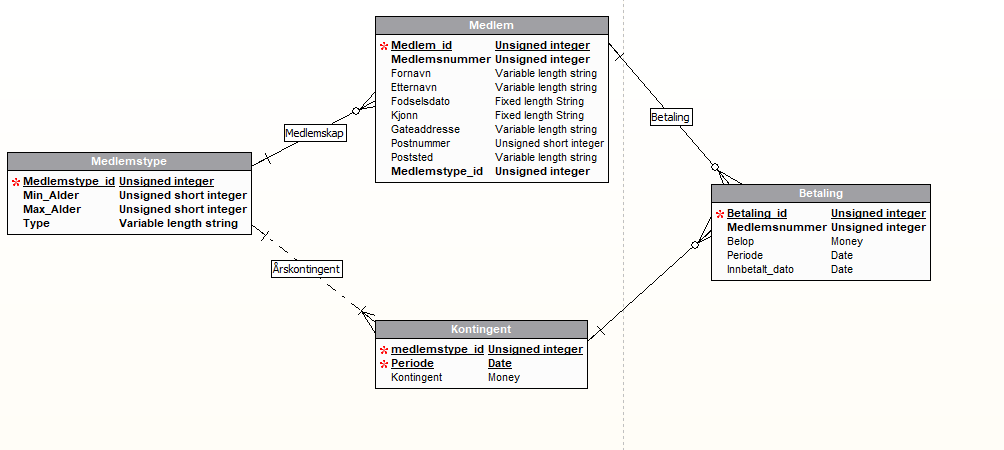 Medlem
* Medlem_id Unsigned integer
Medlemsnummer Unsigned integer
Fornavn Variable length string
Etternavn Variable length string
Fodselsdato Fixed length String
Kjonn Fixed length String
Gateaddresse Variable length string
Postnummer Unsigned short integer
Poststed Variable length string
Medlemstype_id Unsigned integer
Betaling
Medlemskap
Medlemstype
* Medlemstype_id Unsigned integer
Min_Alder Unsigned short integer
Max_Alder Unsigned short integer
Type Variable length string
Betaling
* Betaling_id Unsigned integer
Medlemsnummer Unsigned integer
Belop Money
Periode Date
Innbetalt_dato Date
Årskontingent
Kontingent
* medlemstype_id Unsigned integer
* Periode Date
Kontingent Money